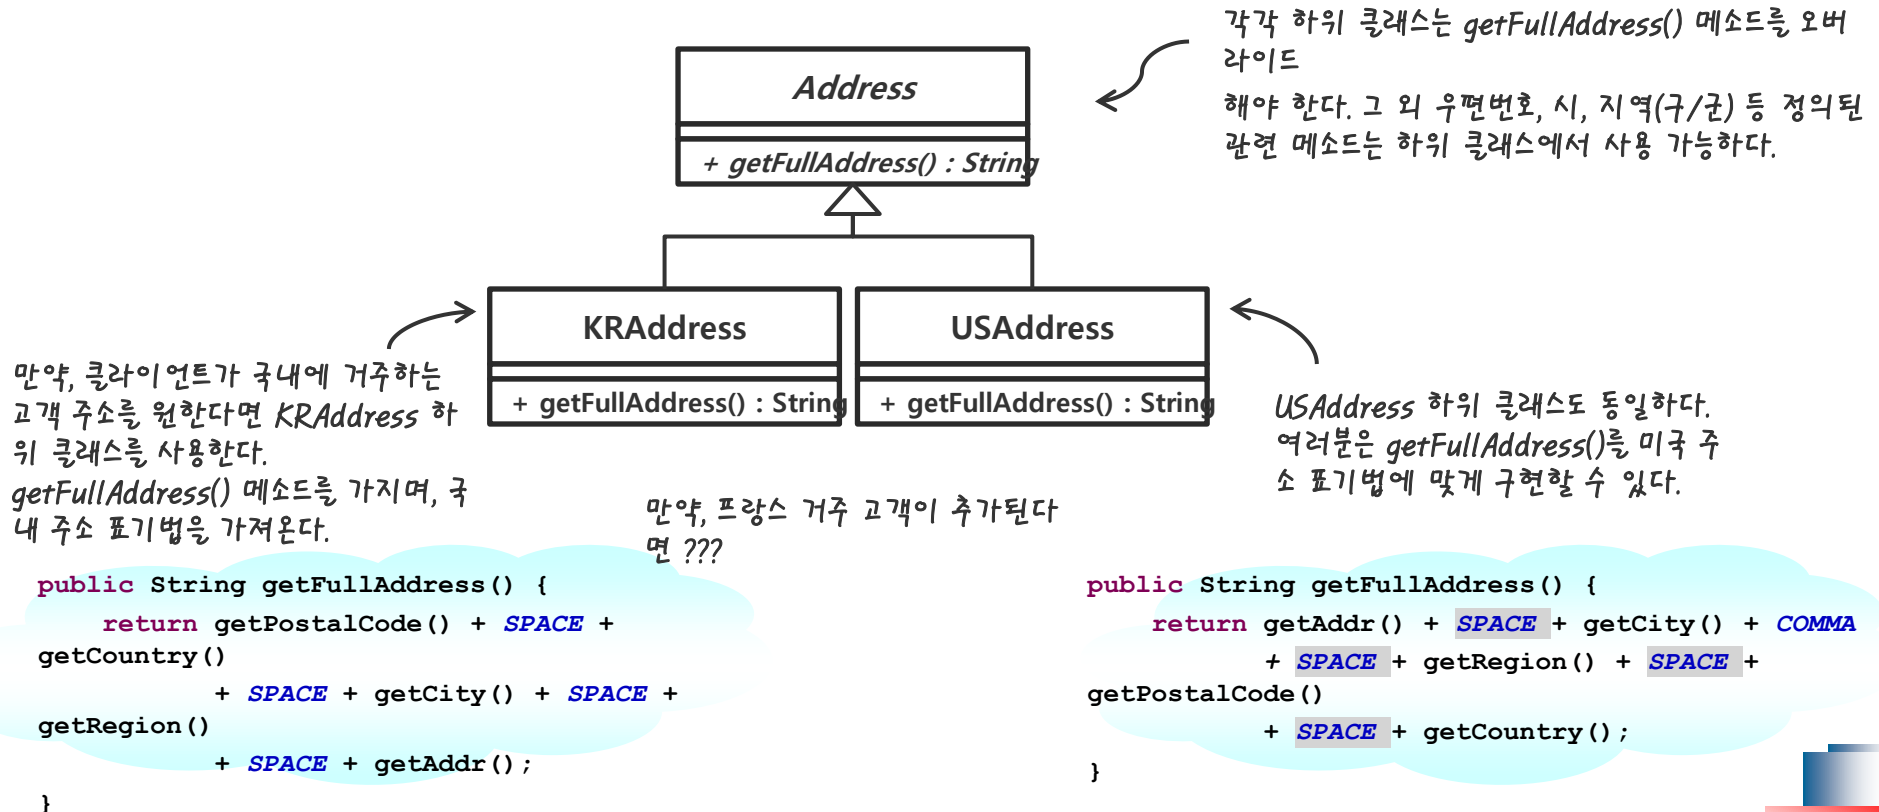 각각 하위 클래스는 getFullAddress() 메소드를 오버
라이드
해야 한다. 그 외 우편번호, 시, 지역(구/군) 등 정의된
관련 메소드는 하위 클래스에서 사용 가능하다.
Address
+ getFullAddress() : String
KRAddress
+ getFullAddress() : String
USAddress
+ getFullAddress() : String
만약, 클라이언트가 국내에 거주하는
고객 주소를 원한다면 KRAddress 하
위 클래스를 사용한다.
getFullAddress() 메소드를 가지며, 국
내 주소 표기법을 가져온다.
USAddress 하위 클래스도 동일하다.
여러분은 getFullAddress()를 미국 주
소 표기법에 맞게 구현할 수 있다.
만약, 프랑스 거주 고객이 추가된다
면 ???
public String getFullAddress() {
return getPostalCode() + SPACE +
getCountry()
+ SPACE + getCity() + SPACE +
getRegion()
+ SPACE + getAddr();
}
public String getFullAddress() {
return getAddr() + SPACE + getCity() + COMMA
+ SPACE + getRegion() + SPACE +
getPostalCode()
+ SPACE + getCountry();
}